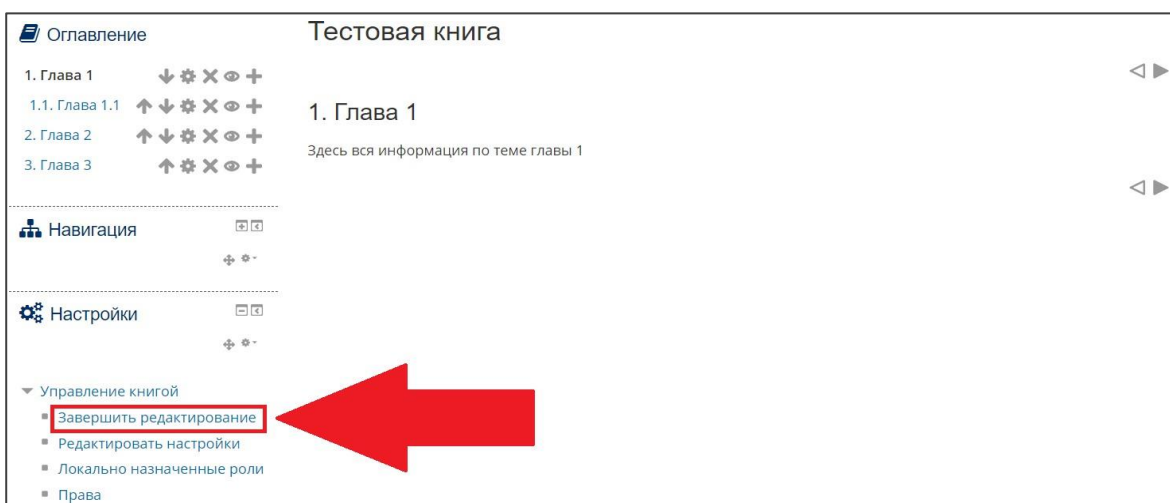 Оглавление
1. Глава 1
1.1. Глава 1.1
2. Глава 2
3. Глава 3
Навигация
Настройки
Управление книгой
Завершить редактирование
Редактировать настройки
Локально назначенные роли
Права
Тестовая книга
1. Глава 1
Здесь вся информация по теме главы 1